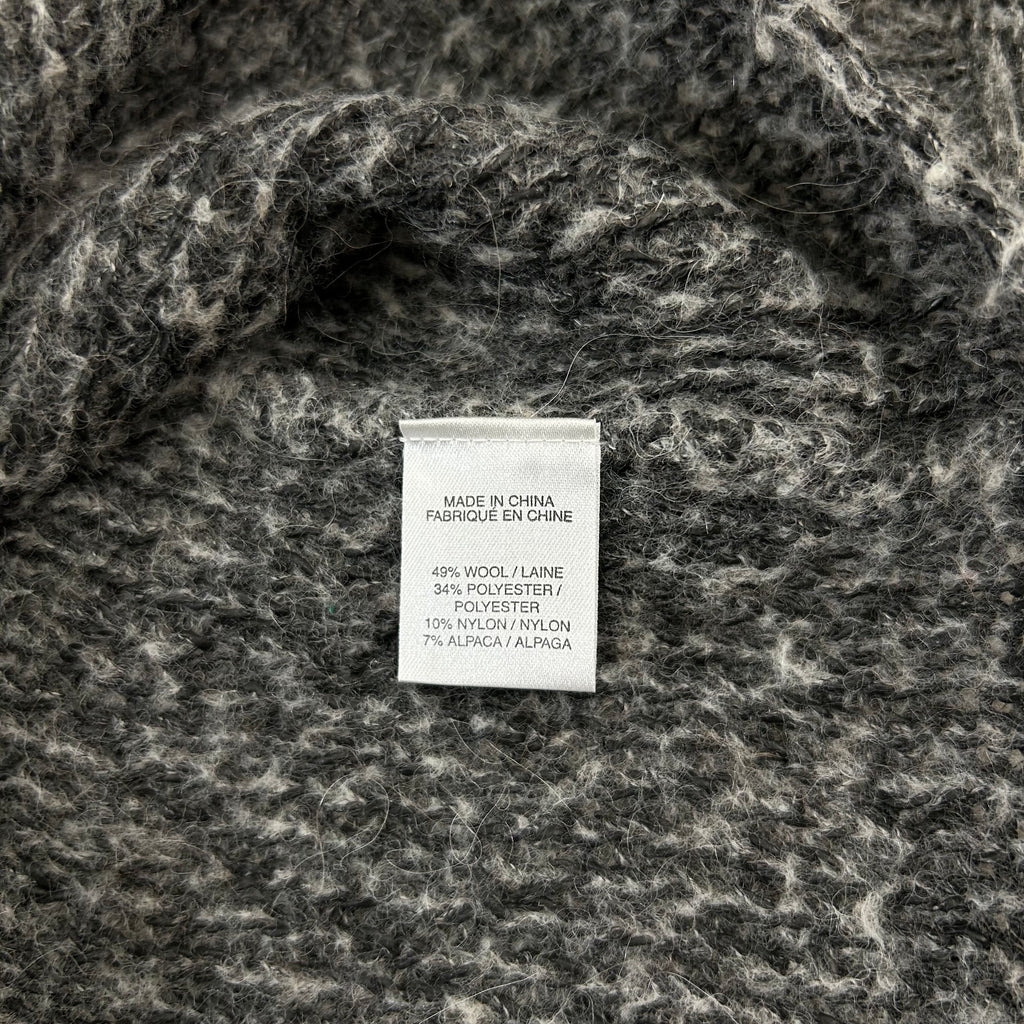 MADE IN CHINA
FABRIQUÉ EN CHINE
49% WOOL / LAINE
34% POLYESTER /
POLYESTER
10% NYLON / NYLON
7% ALPACA / ALPAGA